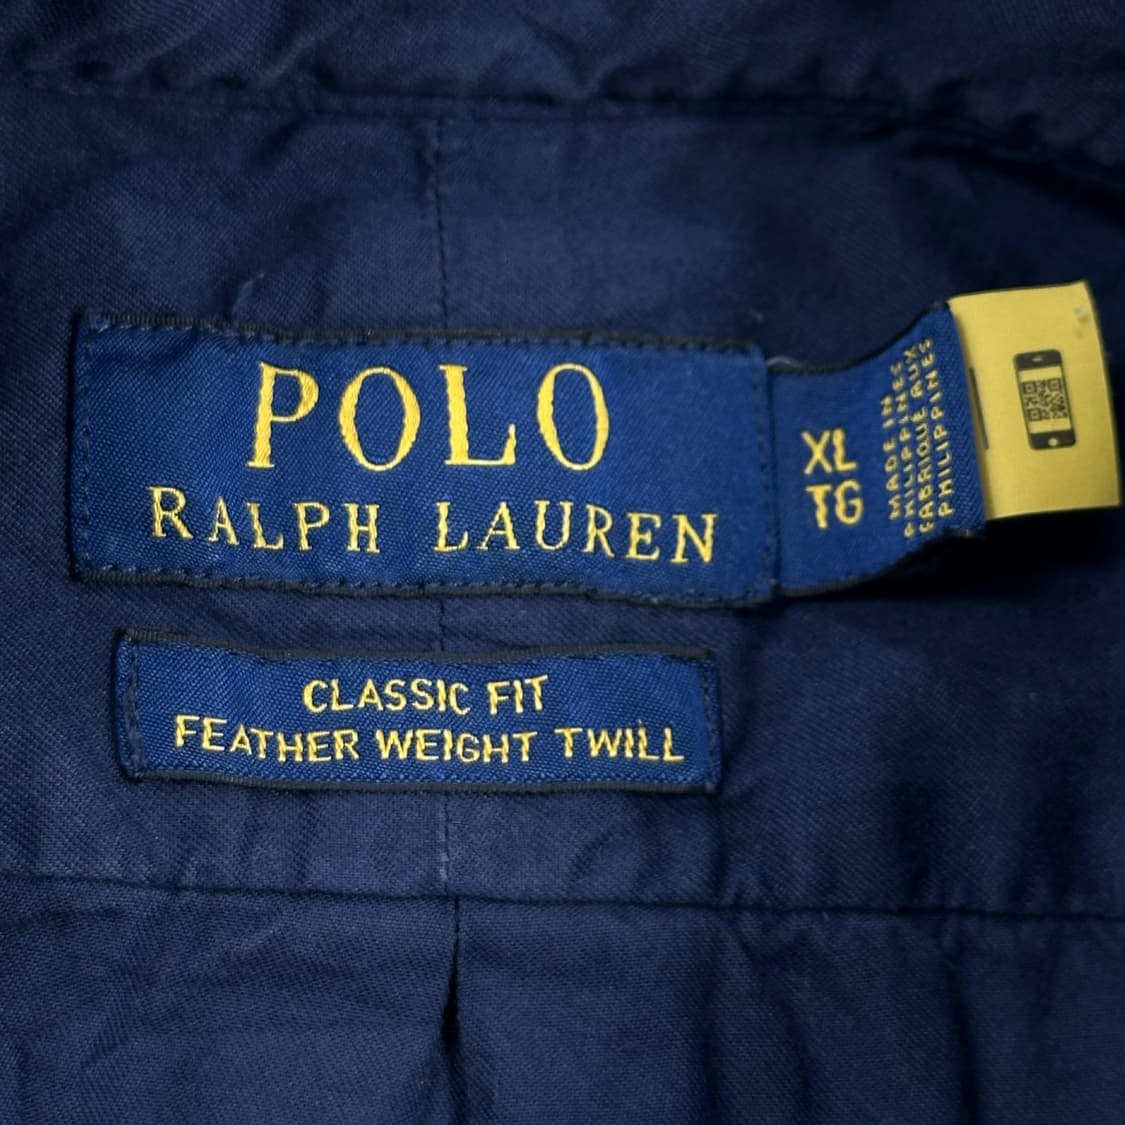 POLO
RALPH LAUREN
XL
TG
MADE IN
PHILIPPINES
FABRIQUÉ AUX
PHILIPPINES
CLASSIC FIT
FEATHER WEIGHT TWILL